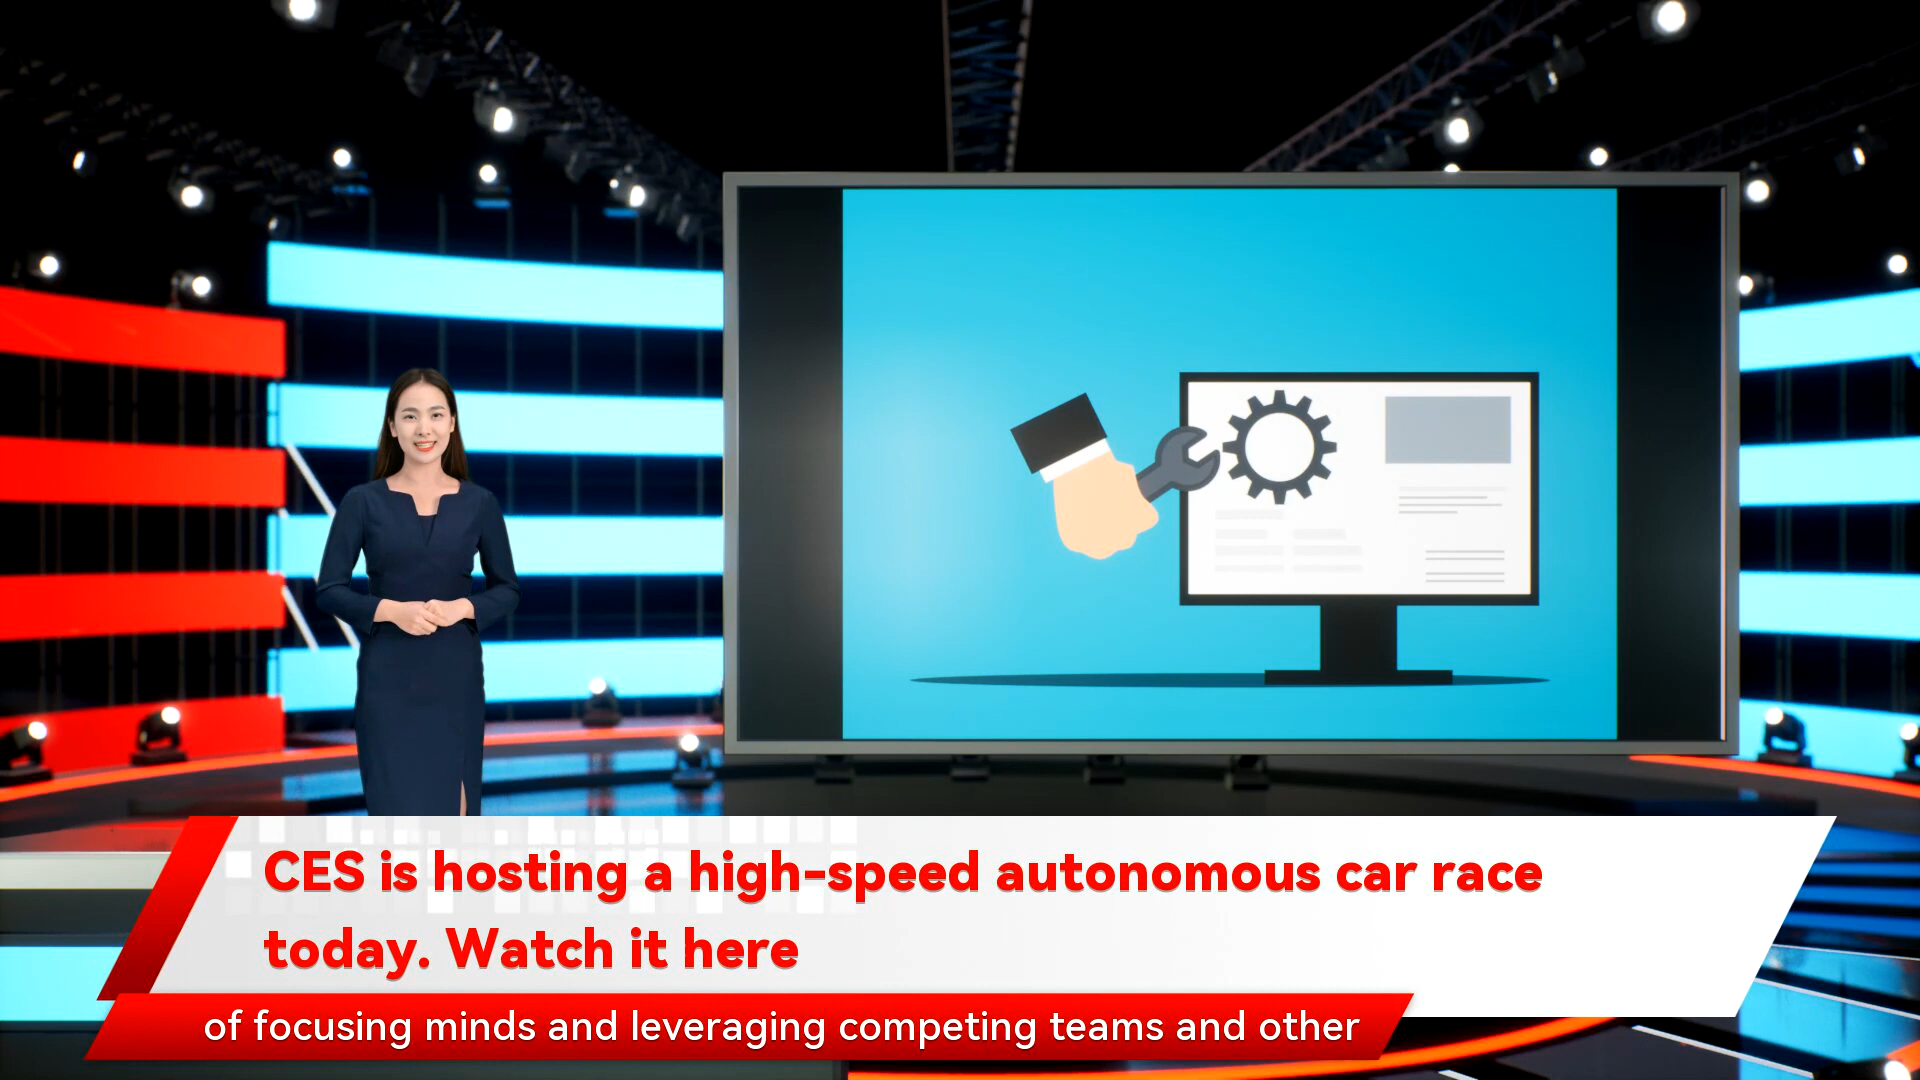 CES is hosting a high-speed autonomous car race
today. Watch it here
of focusing minds and leveraging competing teams and other